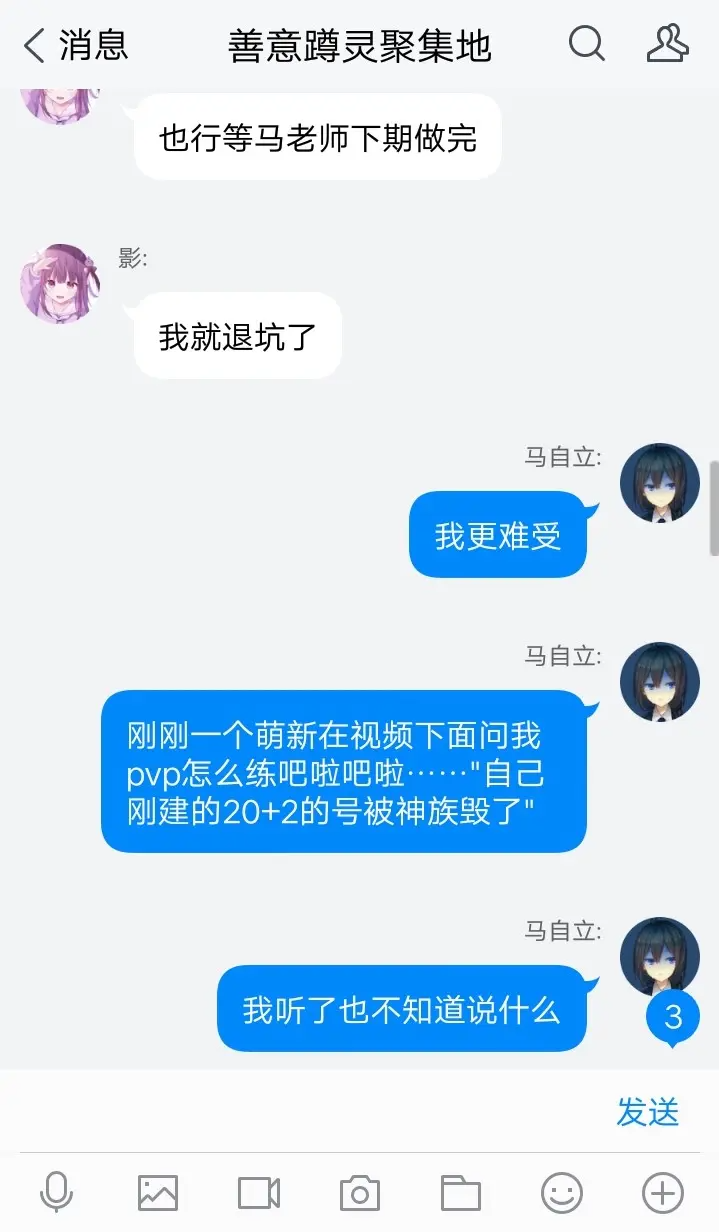 消息
善意蹲灵聚集地
也行等马老师下期做完
影:
我就退坑了
马自立:
我更难受
马自立:
刚刚一个萌新在视频下面问我
pvp怎么练吧啦吧啦……"自己
刚建的20+2的号被神族毁了"
马自立:
我听了也不知道说什么
3
发送